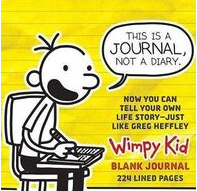 THIS IS A
JOURNAL,
NOT A DIARY.
NOW YOU CAN
TELL YOUR OWN
LIFE STORY—JUST
LIKE GREG HEFFLEY
Wimpy Kid
BLANK JOURNAL
224 LINED PAGES